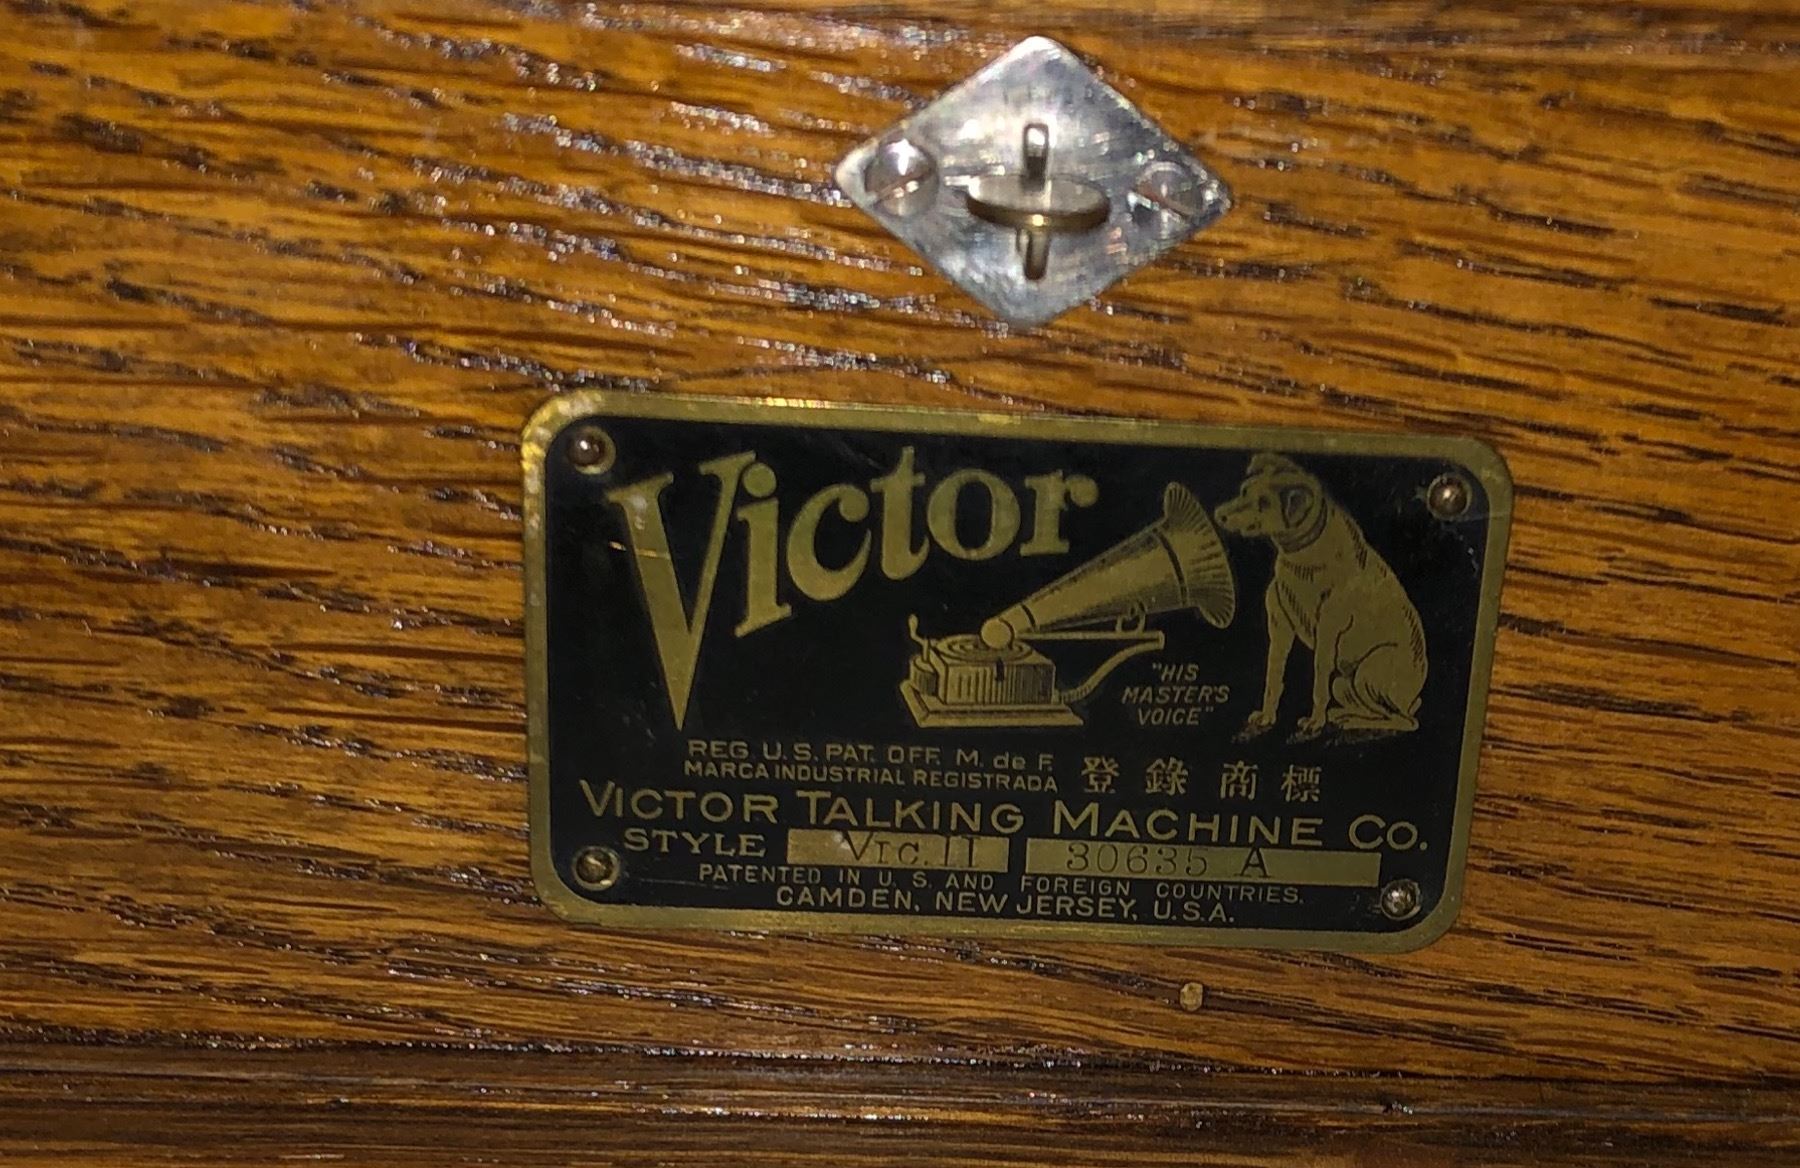 Victor
"HIS
MASTER'S
VOICE"
REG. U.S. PAT. OFF. M. de F.
MARCA INDUSTRIAL REGISTRADA
登錄商標
VICTOR TALKING MACHINE CO.
STYLE VIC. II 30635 A
PATENTED IN U. S. AND FOREIGN COUNTRIES.
CAMDEN, NEW JERSEY, U.S.A.